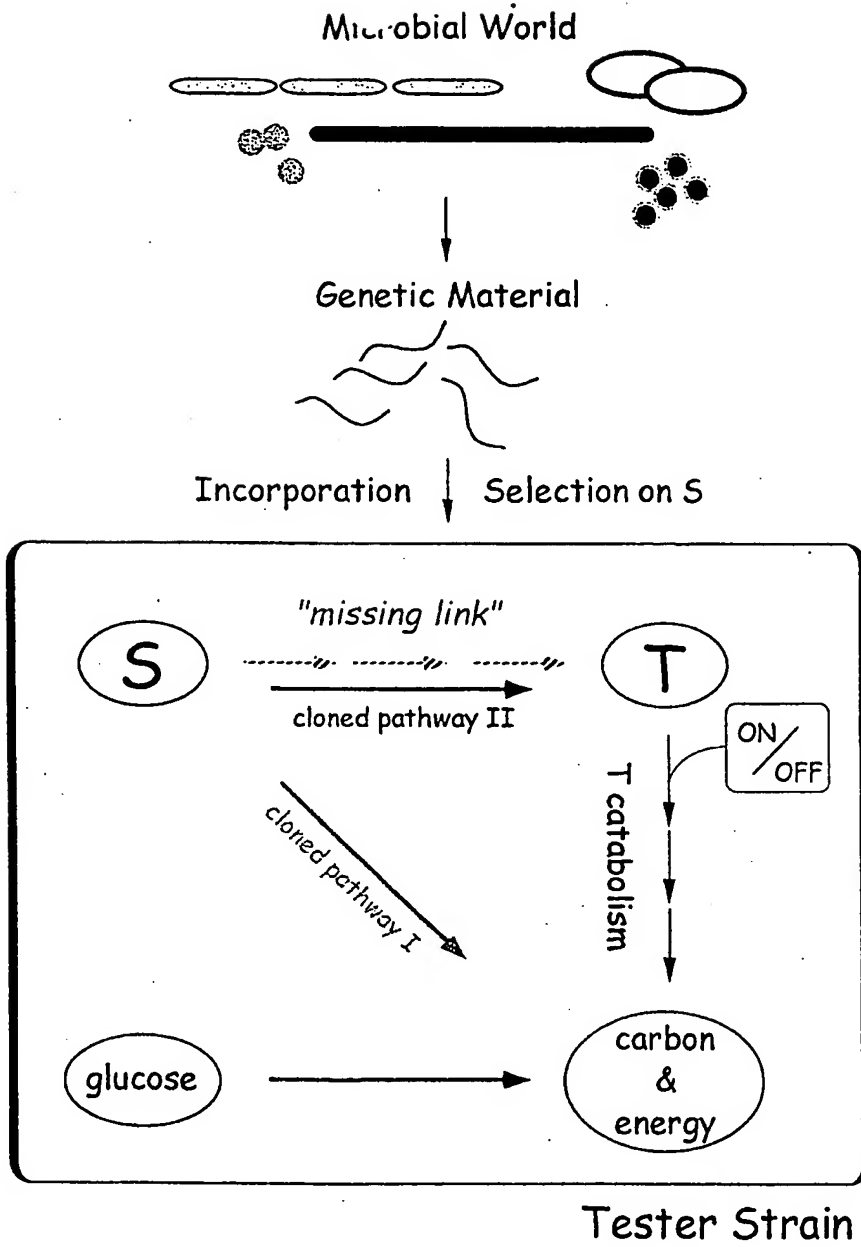 Microbial World
Genetic Material
Incorporation Selection on S
"missing link"
S
T
cloned pathway II
ON/OFF
T catabolism
cloned pathway I
glucose
carbon
&
energy
Tester Strain